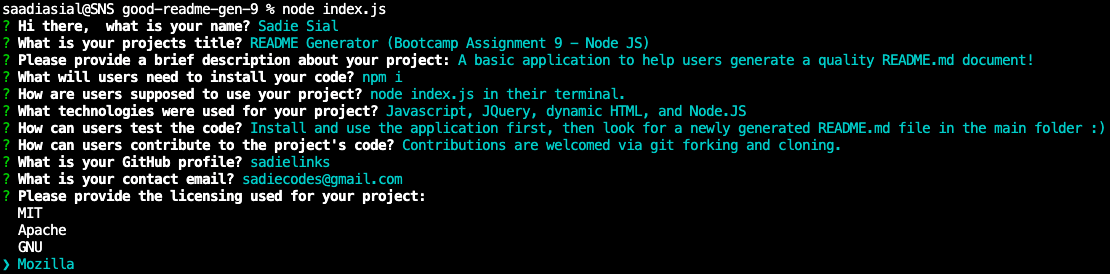 saadiasial@SNS good-readme-gen-9 % node index.js
? Hi there,  what is your name? Sadie Sial
? What is your projects title? README Generator (Bootcamp Assignment 9 - Node JS)
? Please provide a brief description about your project: A basic application to help users generate a quality README.md document!
? What will users need to install your code? npm i
? How are users supposed to use your project? node index.js in their terminal.
? What technologies were used for your project? Javascript, JQuery, dynamic HTML, and Node.JS
? How can users test the code? Install and use the application first, then look for a newly generated README.md file in the main folder :)
? How can users contribute to the project's code? Contributions are welcomed via git forking and cloning.
? What is your GitHub profile? sadielinks
? What is your contact email? sadiecodes@gmail.com
? Please provide the licensing used for your project:
  MIT
  Apache
  GNU
❯ Mozilla